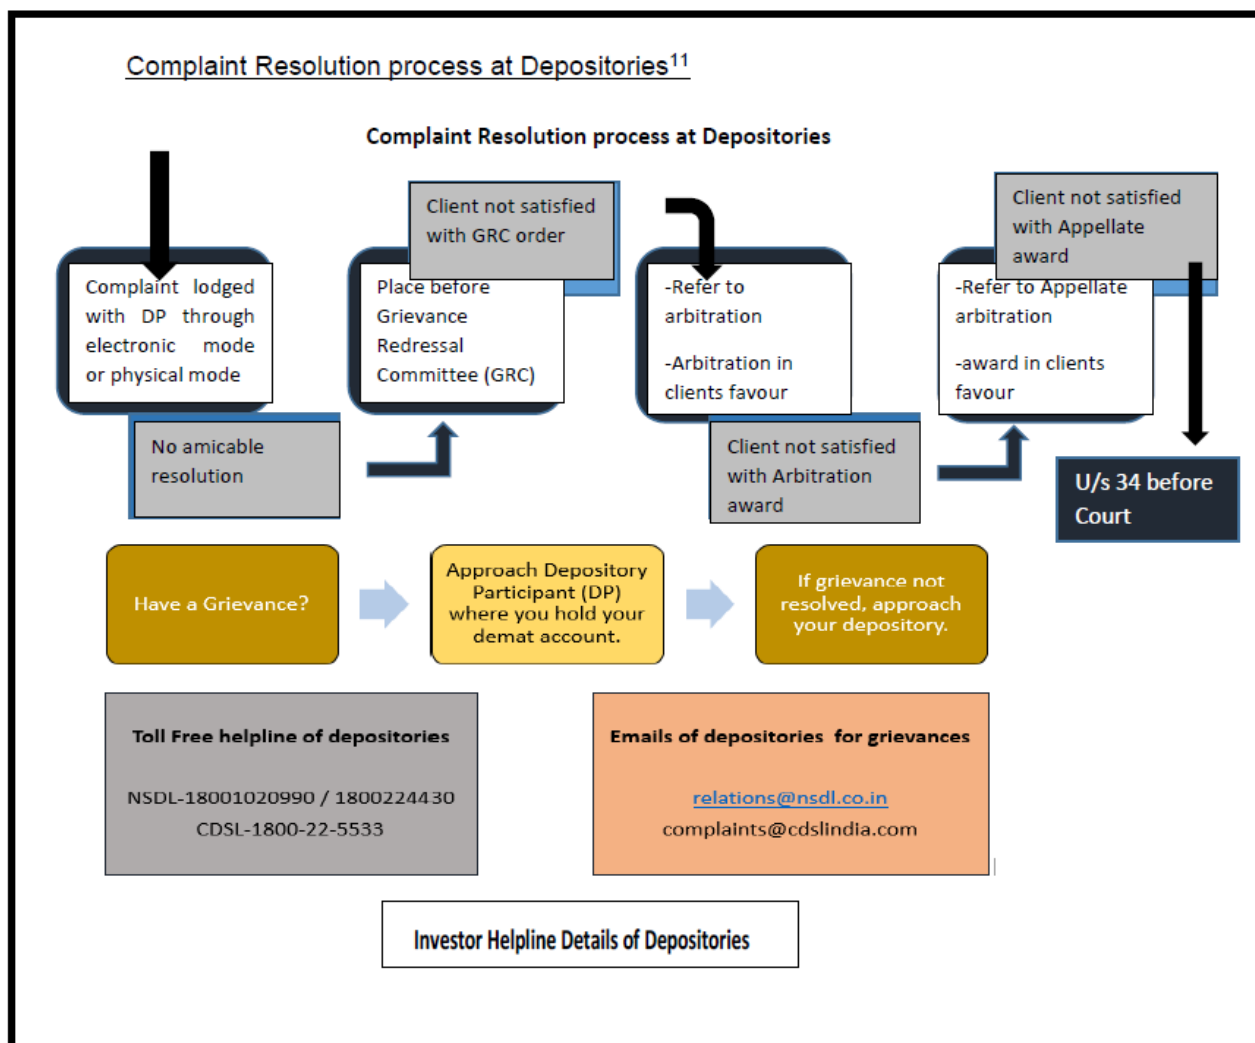 Complaint Resolution process at Depositories11
Complaint Resolution process at Depositories
Complaint lodged
with DP through
electronic mode
or physical mode
No amicable
resolution
Client not satisfied
with GRC order
Place before
Grievance
Redressal
Committee (GRC)
-Refer to
arbitration
-Arbitration in
clients favour
Client not satisfied
with Arbitration
award
Client not satisfied
with Appellate
award
-Refer to Appellate
arbitration
-award in clients
favour
U/s 34 before
Court
Have a Grievance?
Approach Depository
Participant (DP)
where you hold your
demat account.
If grievance not
resolved, approach
your depository.
Toll Free helpline of depositories
NSDL-18001020990 / 1800224430
CDSL-1800-22-5533
Emails of depositories for grievances
relations@nsdl.co.in
complaints@cdslindia.com
Investor Helpline Details of Depositories